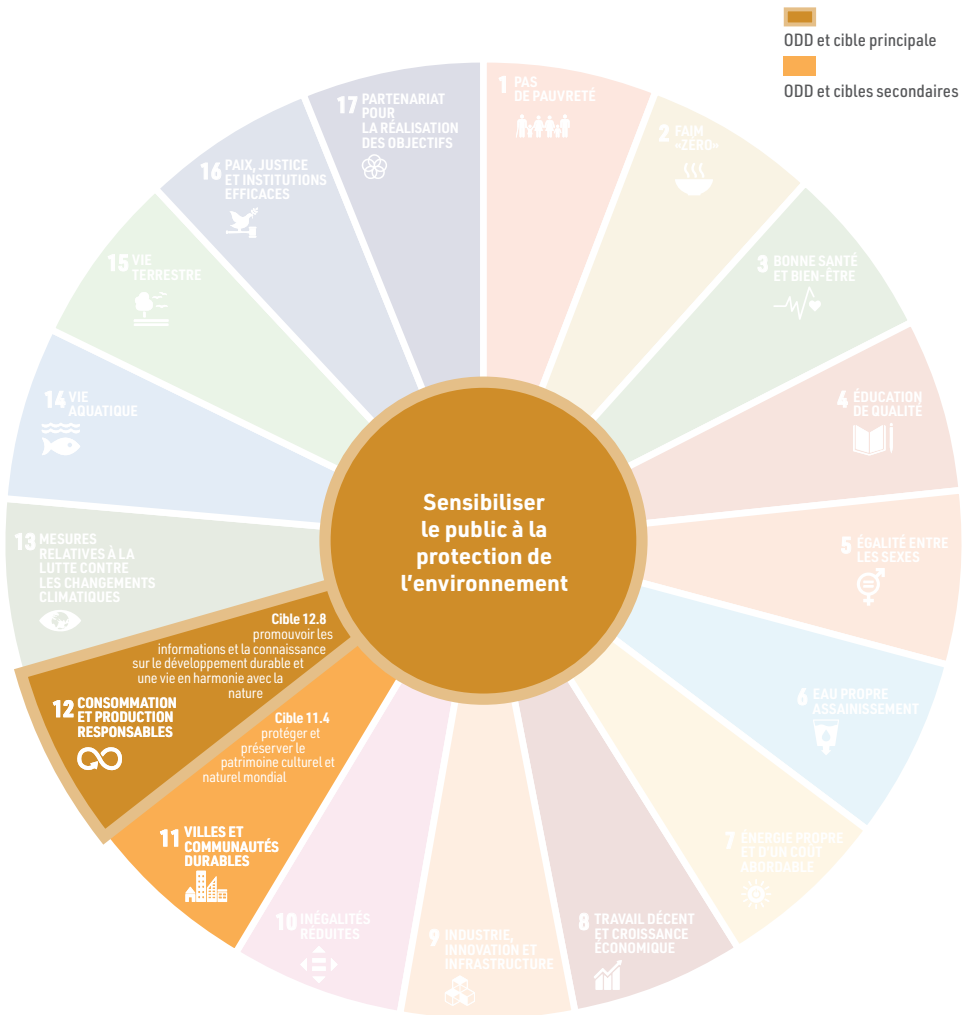 ODD et cible principale
ODD et cibles secondaires
1 PAS
DE PAUVRETÉ
2 FAIM
«ZÉRO»
3 BONNE SANTÉ
ET BIEN-ÊTRE
4 ÉDUCATION
DE QUALITÉ
5 ÉGALITÉ ENTRE
LES SEXES
6 EAU PROPRE
ASSAINISSEMENT
7 ÉNERGIE PROPRE
ET D'UN COÛT
ABORDABLE
8 TRAVAIL DÉCENT
ET CROISSANCE
ÉCONOMIQUE
9 INDUSTRIE,
INNOVATION ET
INFRASTRUCTURE
10 INÉGALITÉS
RÉDUITES
11 VILLES ET
COMMUNAUTÉS
DURABLES
Cible 11.4
protéger et
préserver le
patrimoine culturel et
naturel mondial
12 CONSOMMATION
ET PRODUCTION
RESPONSABLES
Cible 12.8
promouvoir les
informations et la connaissance
sur le développement durable et
une vie en harmonie avec la
nature
13 MESURES
RELATIVES À LA
LUTTE CONTRE
LES CHANGEMENTS
CLIMATIQUES
14 VIE
AQUATIQUE
15 VIE
TERRESTRE
16 PAIX, JUSTICE
ET INSTITUTIONS
EFFICACES
17 PARTENARIAT
POUR
LA RÉALISATION
DES OBJECTIFS
Sensibiliser
le public à la
protection de
l'environnement